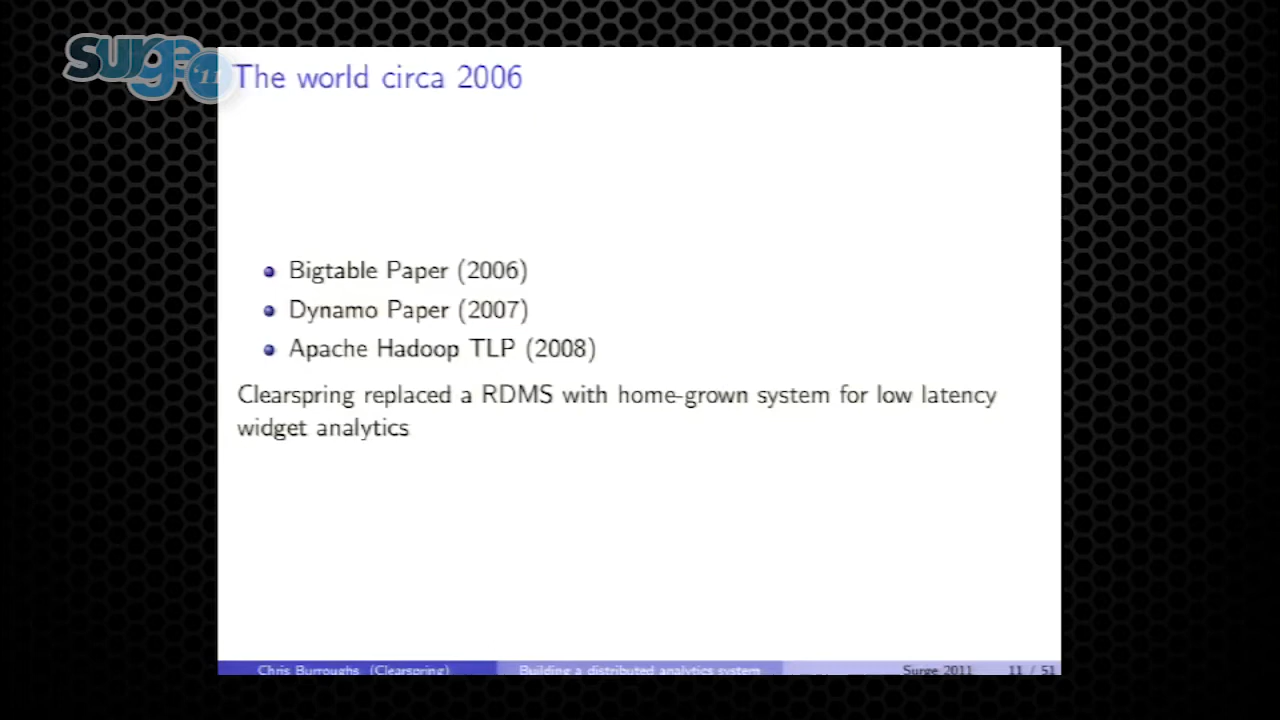 surge '11
The world circa 2006
Bigtable Paper (2006)
Dynamo Paper (2007)
Apache Hadoop TLP (2008)
Clearspring replaced a RDMS with home-grown system for low latency
widget analytics
Chris Burroughs (Clearspring) Building a distributed analytics system Surge 2011 11 / 51